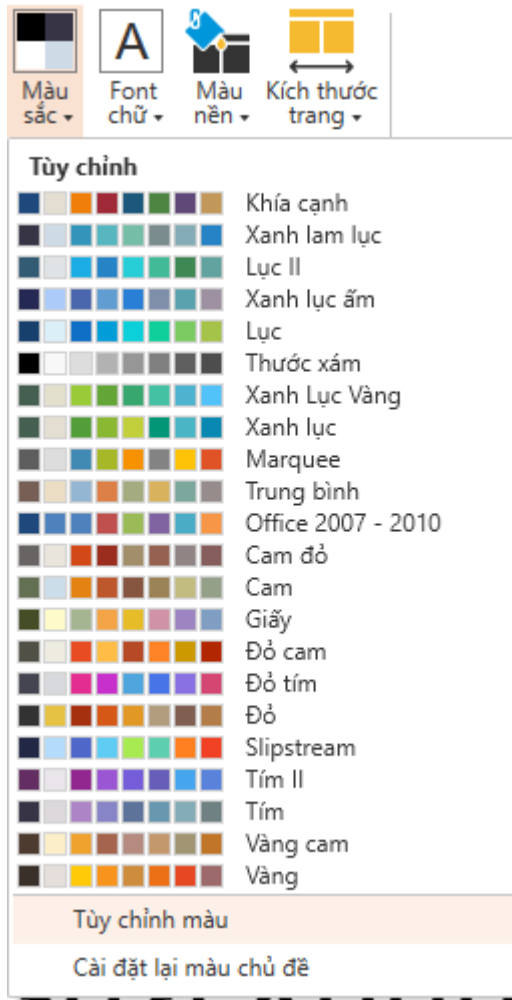 A
Màu sắc
Font chữ
Màu nền
Kích thước trang
Tùy chỉnh
Khía cạnh
Xanh lam lục
Lục II
Xanh lục ấm
Lục
Thước xám
Xanh Lục Vàng
Xanh lục
Marquee
Trung bình
Office 2007 - 2010
Cam đỏ
Cam
Giấy
Đỏ cam
Đỏ tím
Đỏ
Slipstream
Tím II
Tím
Vàng cam
Vàng
Tùy chỉnh màu
Cài đặt lại màu chủ đề